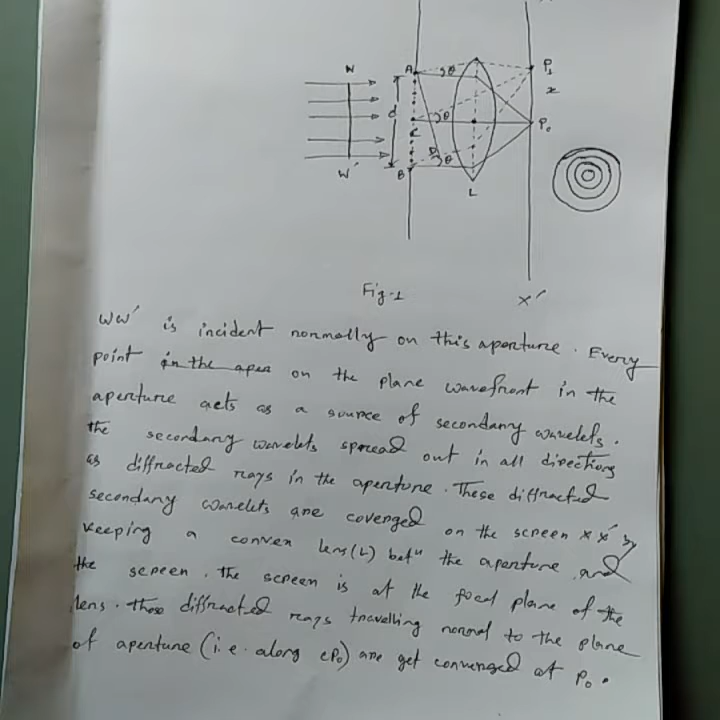 A
θ
P₁
x
W
d
C
θ
P₀
D
θ
B
W'
L
Fig-1
X'
WW' is incident normally on this aperture. Every
point in the aper on the plane wavefront in the
aperture acts as a source of secondary wavelets.
the secondary wavelets spread out in all directions
as diffracted rays in the aperture. These diffracted
secondary wavelets are coverged on the screen XX' by
keeping a convex lens(L) betⁿ the aperture and
the screen. the screen is at the focal plane of the
lens. those diffracted rays travelling normal to the plane
of aperture (i.e. along CP₀) are get converged at P₀.